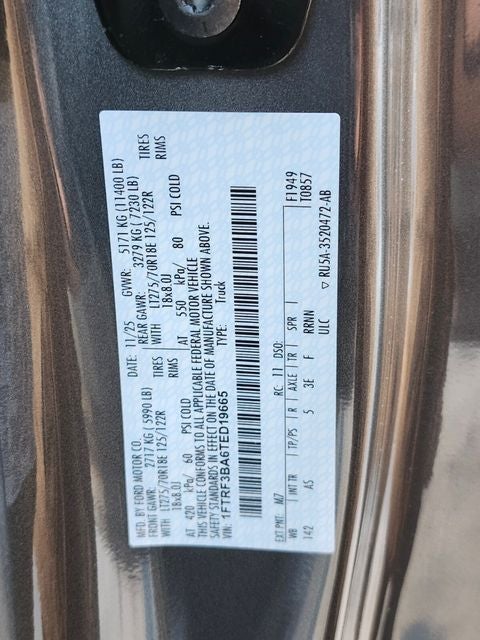 MFD. BY FORD MOTOR CO.
DATE: 11/25 GVWR: 5171 KG (11400 LB)
FRONT GAWR: 2717 KG ( 5990 LB) REAR GAWR: 3279 KG ( 7230 LB)
WITH LT275/70R18E 125/122R TIRES WITH LT275/70R18E 125/122R TIRES
18x8.0J RIMS 18x8.0J RIMS
AT 420 kPa/ 60 PSI COLD AT 550 kPa/ 80 PSI COLD
THIS VEHICLE CONFORMS TO ALL APPLICABLE FEDERAL MOTOR VEHICLE
SAFETY STANDARDS IN EFFECT ON THE DATE OF MANUFACTURE SHOWN ABOVE.
VIN: 1FTRF3BA6TED19665 TYPE: Truck
EXT PNT: M7 RC: 11 DSO: F1949
WB INT TR TP/PS R AXLE TR SPR T0857
142 AS 5 3E F RRNN
ULC ▽ RU5A-3520472-AB